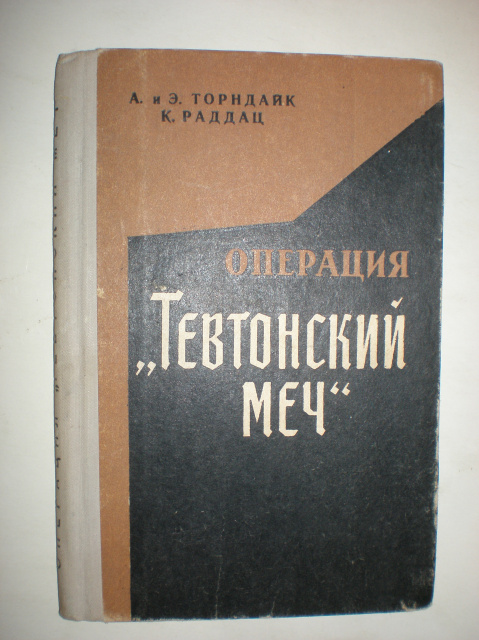 А. и Э. ТОРНДАЙК
К. РАДДАЦ
ОПЕРАЦИЯ
„ТЕВТОНСКИЙ
МЕЧ“